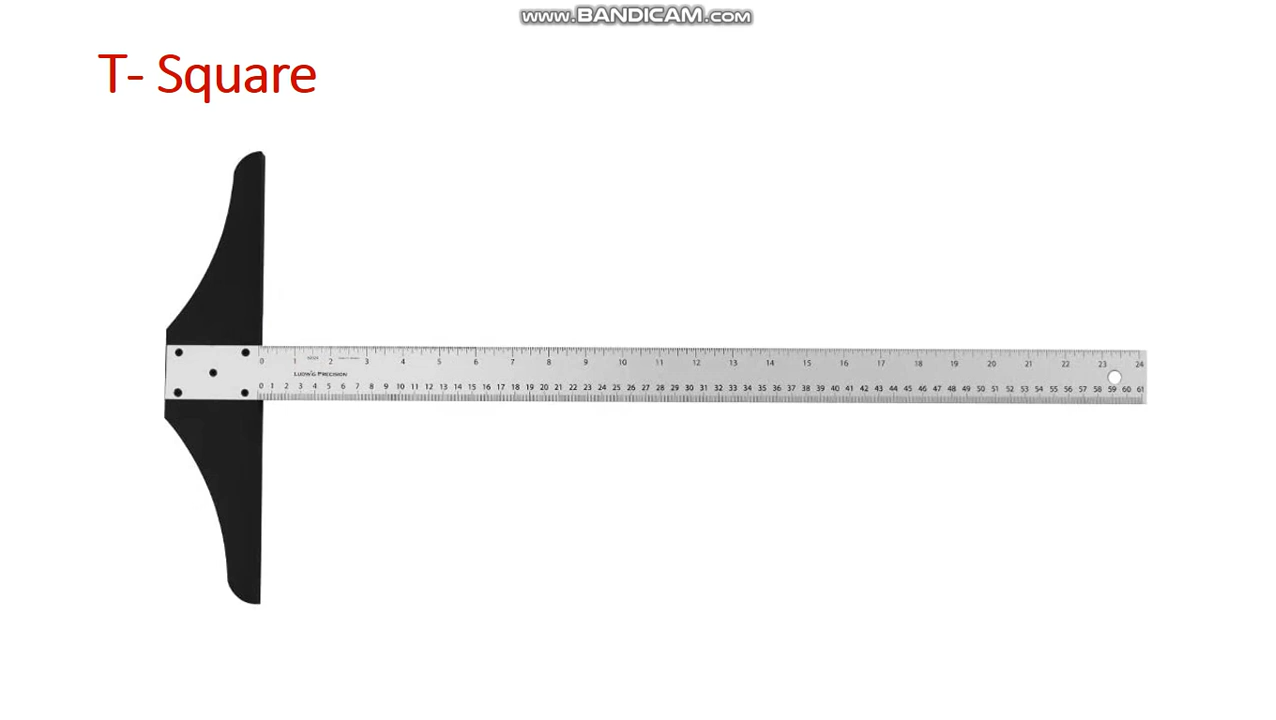 www.BANDICAM.com
T- Square
0 1 2 3 4 5 6 7 8 9 10 11 12 13 14 15 16 17 18 19 20 21 22 23 24
LUDWIG PRECISION
0 1 2 3 4 5 6 7 8 9 10 11 12 13 14 15 16 17 18 19 20 21 22 23 24 25 26 27 28 29 30 31 32 33 34 35 36 37 38 39 40 41 42 43 44 45 46 47 48 49 50 51 52 53 54 55 56 57 58 59 60 61